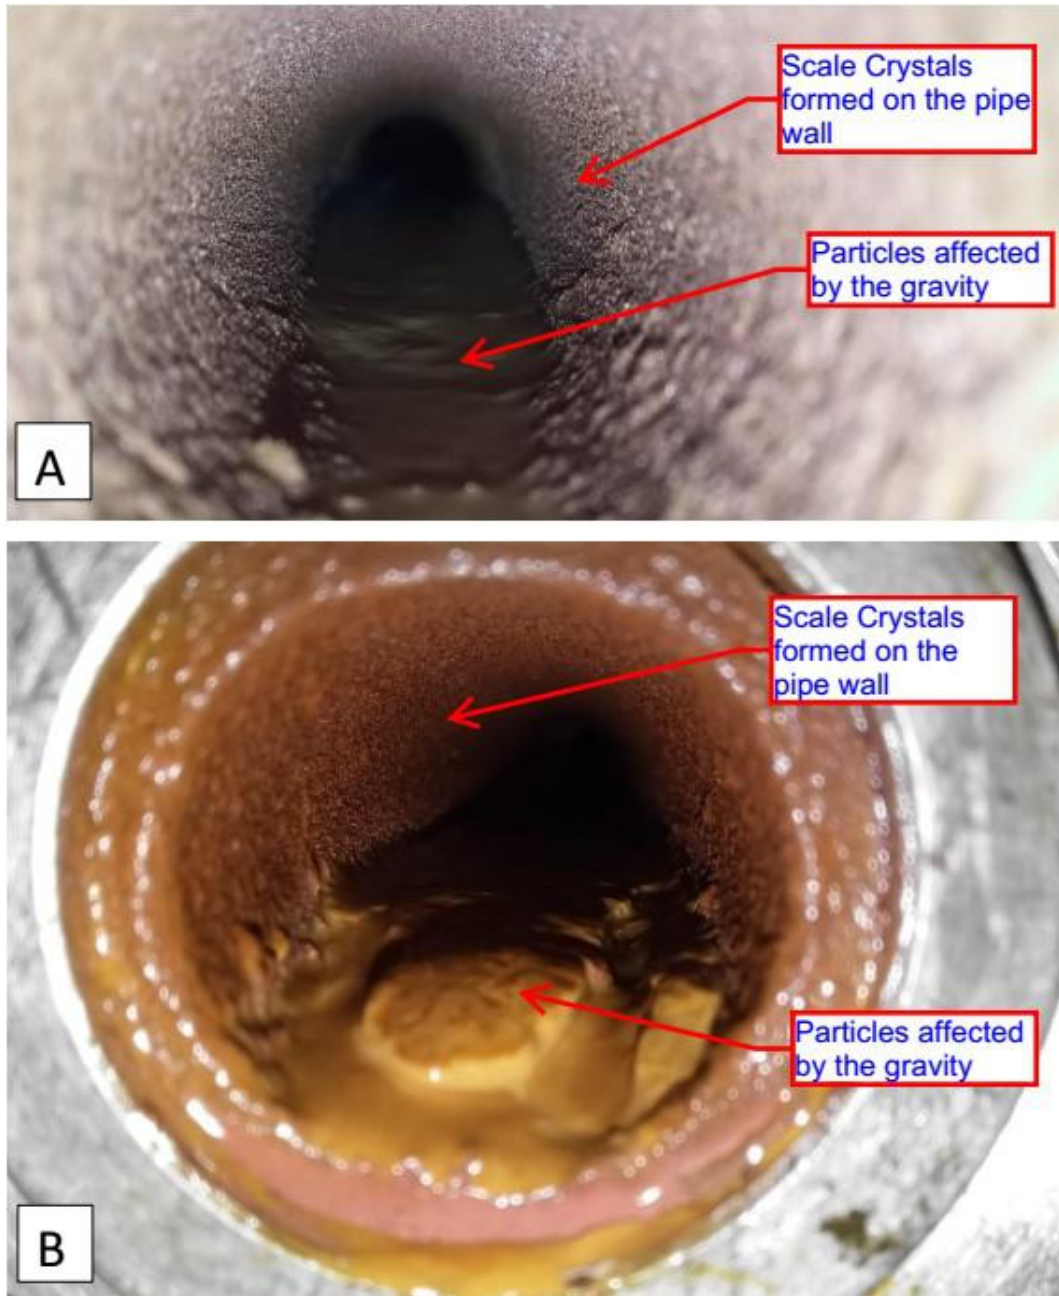 Scale Crystals
formed on the pipe
wall
Particles affected
by the gravity
A
Scale Crystals
formed on the
pipe wall
Particles affected
by the gravity
B